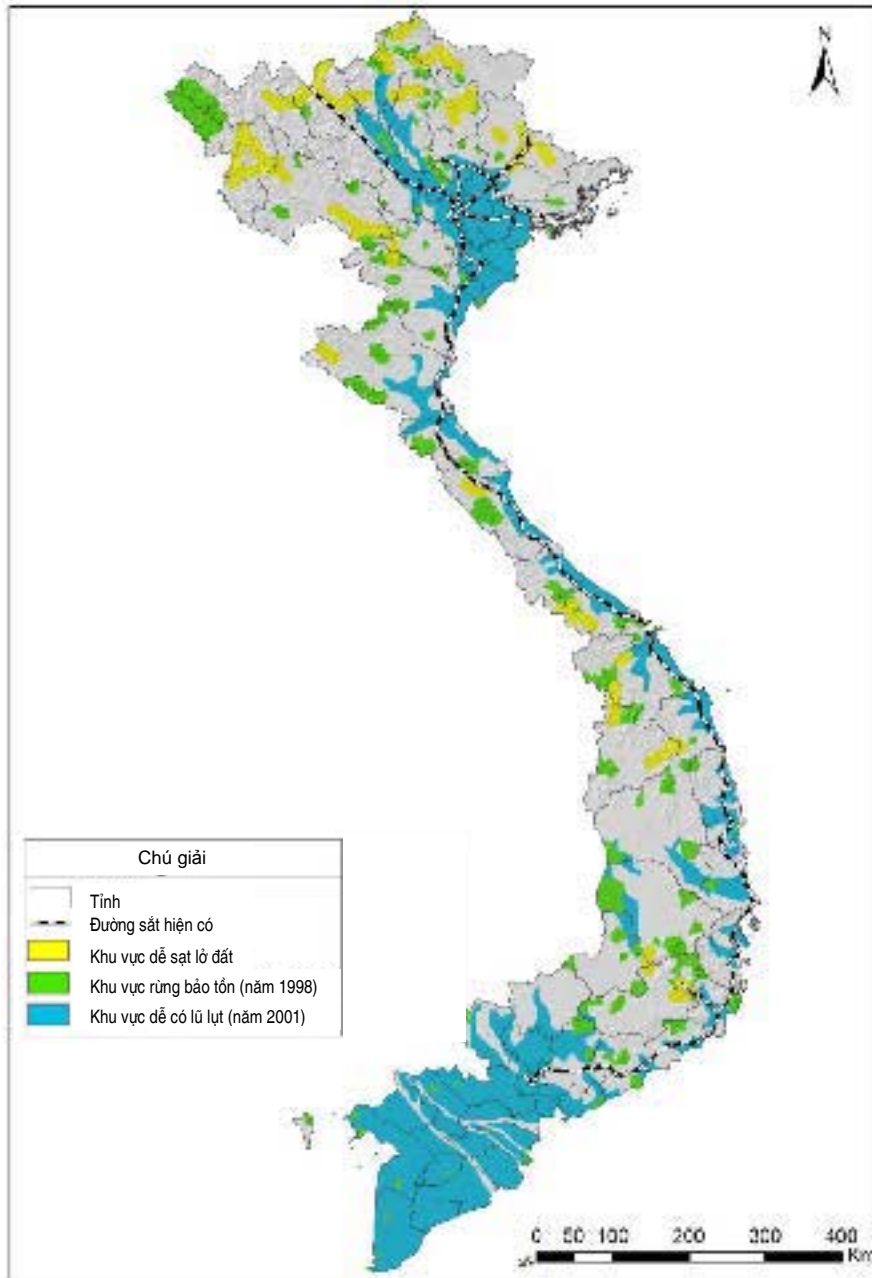 N
Chú giải
Tỉnh
Đường sắt hiện có
Khu vực dễ sạt lở đất
Khu vực rừng bảo tồn (năm 1998)
Khu vực dễ có lũ lụt (năm 2001)
0 50 100 200 300 400
Km